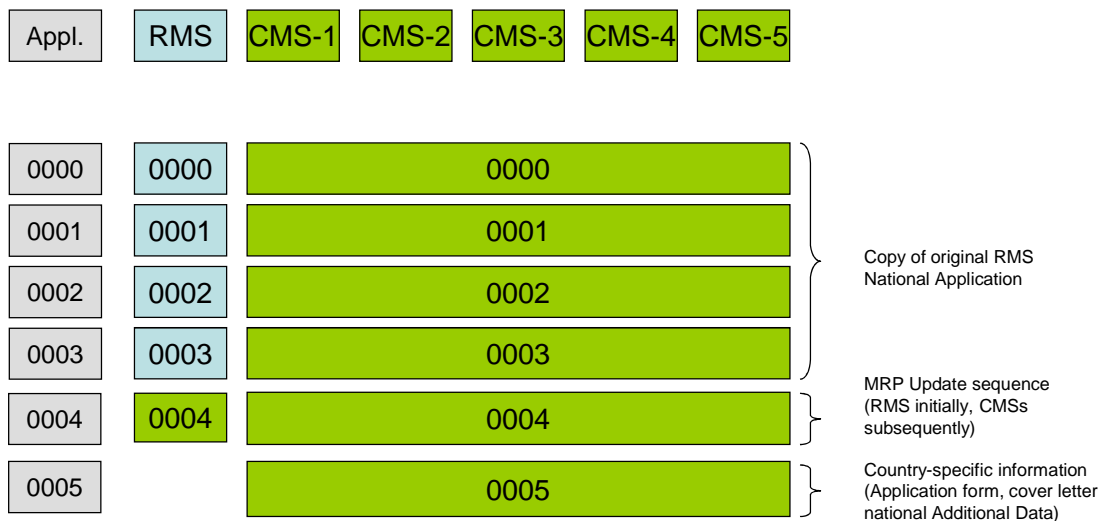 Appl. RMS CMS-1 CMS-2 CMS-3 CMS-4 CMS-5
0000 0000 0000
0001 0001 0001
0002 0002 0002
0003 0003 0003
Copy of original RMS
National Application
0004 0004 0004
MRP Update sequence
(RMS initially, CMSs
subsequently)
0005 0005
Country-specific information
(Application form, cover letter
national Additional Data)